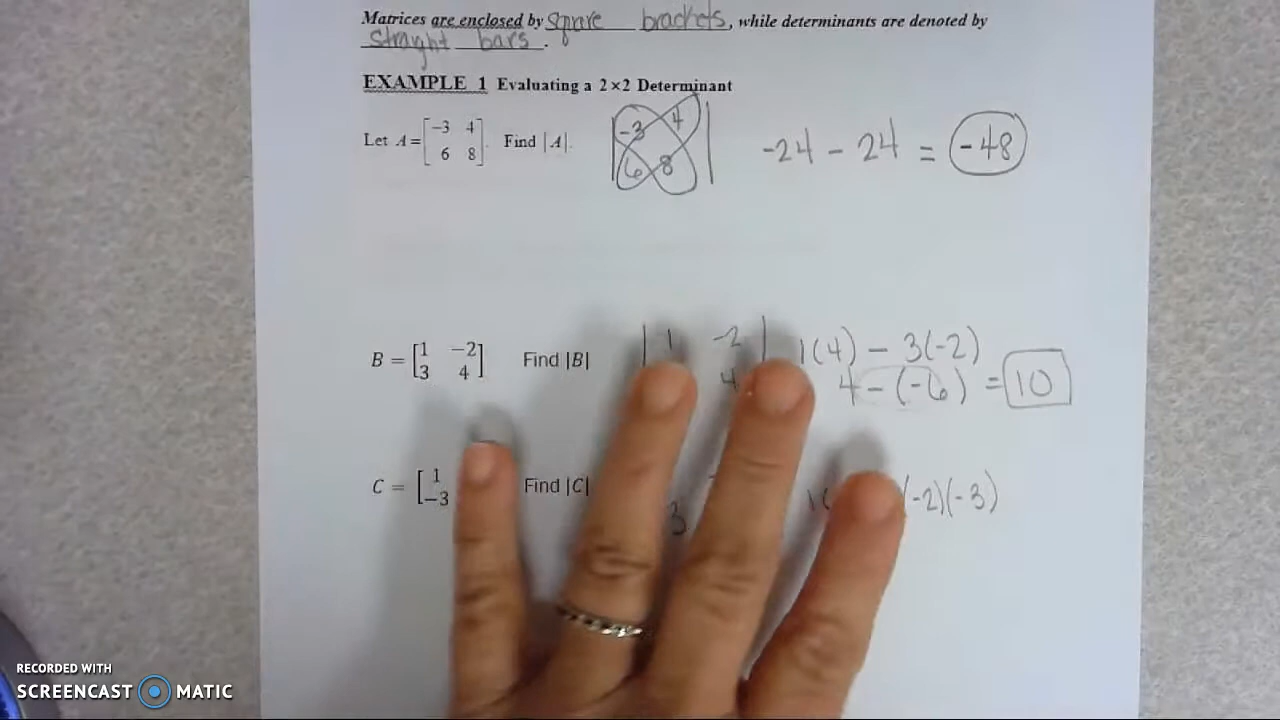 Matrices are enclosed by square brackets, while determinants are denoted by
straight bars.
EXAMPLE 1 Evaluating a 2×2 Determinant
Let A = [-3 4 Find |A|. |-3 4| -24 - 24 = -48
6 8] 6 8
B = [1 -2 Find |B| |1 -2| 1(4) - 3(-2)
3 4] 4 4 - (-6) = 10
C = [1 Find |C| 1( (-2)(-3)
-3 3
RECORDED WITH
SCREENCAST MATIC